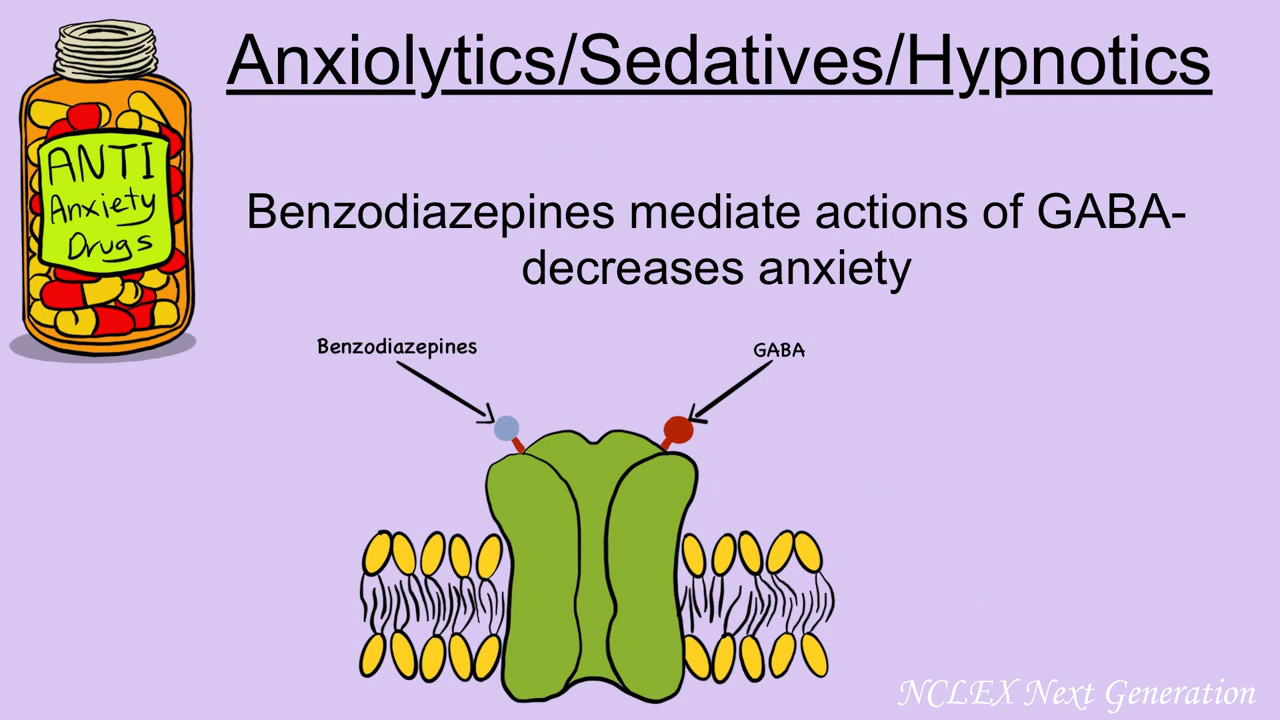 Anxiolytics/Sedatives/Hypnotics
ANTI
Anxiety
Drugs
Benzodiazepines mediate actions of GABA-
decreases anxiety
Benzodiazepines
GABA
NCLEX Next Generation